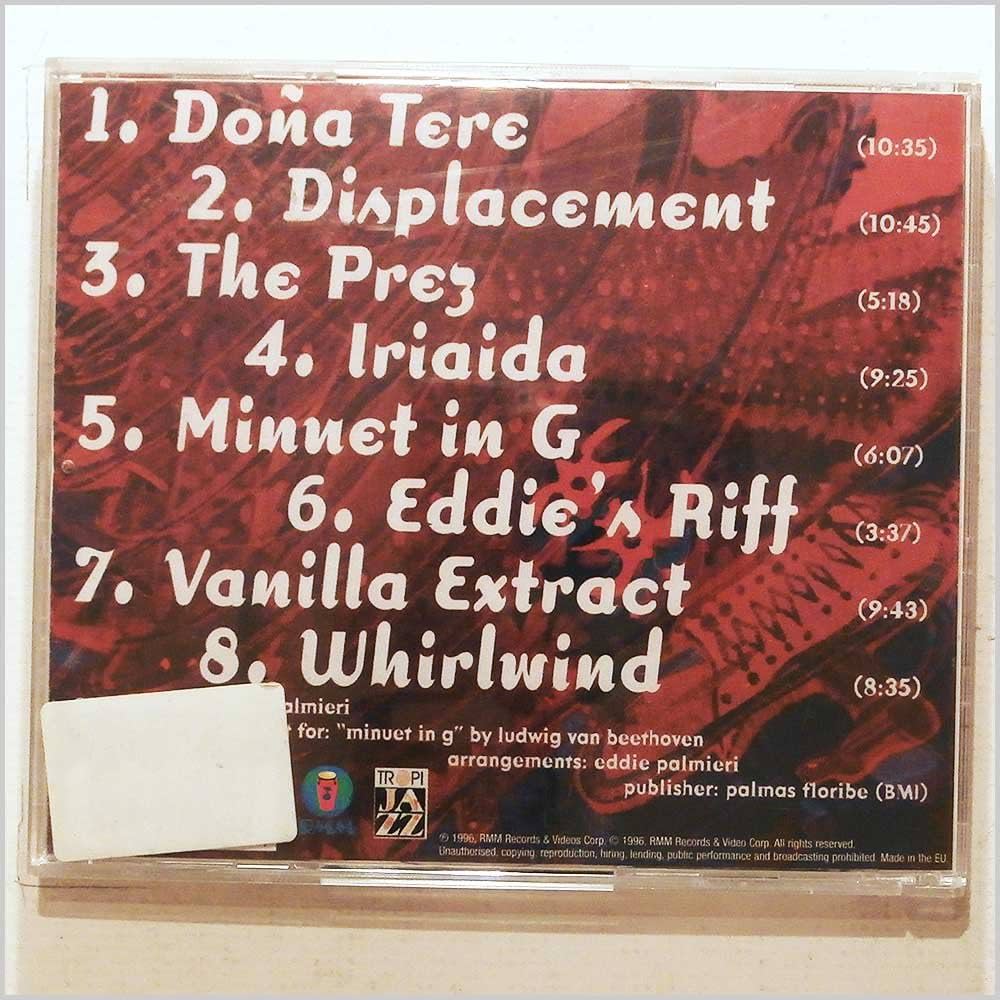 1. Doña Tere (10:35)
2. Displacement (10:45)
3. The Prez (5:18)
4. Iriaida (9:25)
5. Minuet in G (6:07)
6. Eddie's Riff (3:37)
7. Vanilla Extract (9:43)
8. Whirlwind (8:35)
almieri
for: "minuet in g" by ludwig van beethoven
arrangements: eddie palmieri
publisher: palmas floribe (BMI)
RMM
TROPI
JA
ZZ
℗ 1996, RMM Records & Videos Corp. © 1996, RMM Records & Video Corp. All rights reserved.
Unauthorised, copying, reproduction, hiring, lending, public performance and broadcasting prohibited. Made in the EU